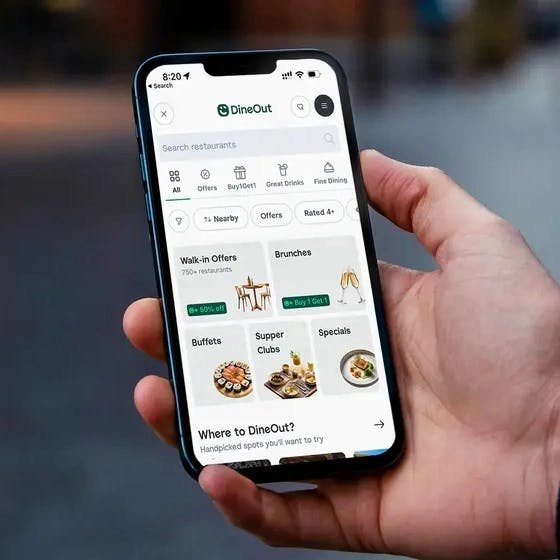 8:20
Search
DineOut
Search restaurants
All
Offers
Buy1Get1
Great Drinks
Fine Dining
Nearby
Offers
Rated 4+
Walk-in Offers
750+ restaurants
+ 50% off
Brunches
+ Buy 1 Get 1
Buffets
Supper
Clubs
Specials
Where to DineOut?
Handpicked spots you'll want to try